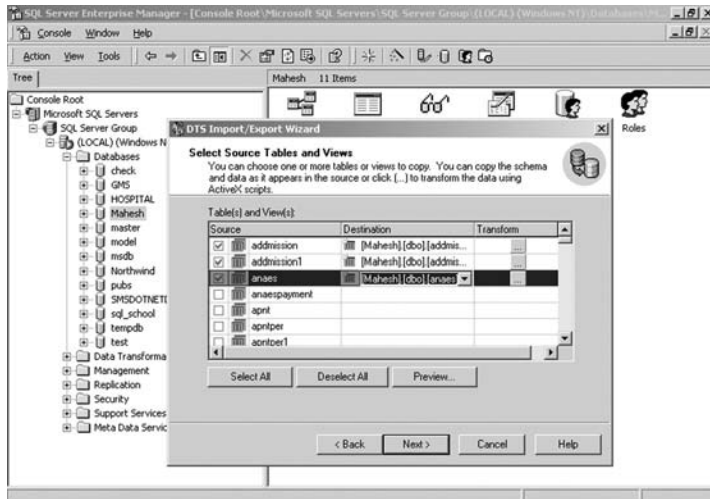 SQL Server Enterprise Manager - [Console Root\Microsoft SQL Servers\SQL Server Group\(LOCAL) (Windows NT)\Databases\
Console Window Help
Action View Tools
Tree
Mahesh 11 Items
Console Root
Microsoft SQL Servers
SQL Server Group
(LOCAL) (Windows N
Databases
check
GMS
HOSPITAL
Mahesh
master
model
msdb
Northwind
pubs
SMSDOTNET
sql_school
tempdb
test
Data Transforma
Management
Replication
Security
Support Services
Meta Data Servic
Roles
DTS Import/Export Wizard
Select Source Tables and Views
You can choose one or more tables or views to copy. You can copy the schema
and data as it appears in the source or click (...) to transform the data using
ActiveX scripts.
Table(s) and View(s):
Source Destination Transform
addmission [Mahesh].[dbo].[addmis... ...
addmission1 [Mahesh].[dbo].[addmis... ...
anaes [Mahesh].[dbo].[anaes] ...
anaespayment
apnt
apntper
apntper1
Select All Deselect All Preview...
< Back Next > Cancel Help